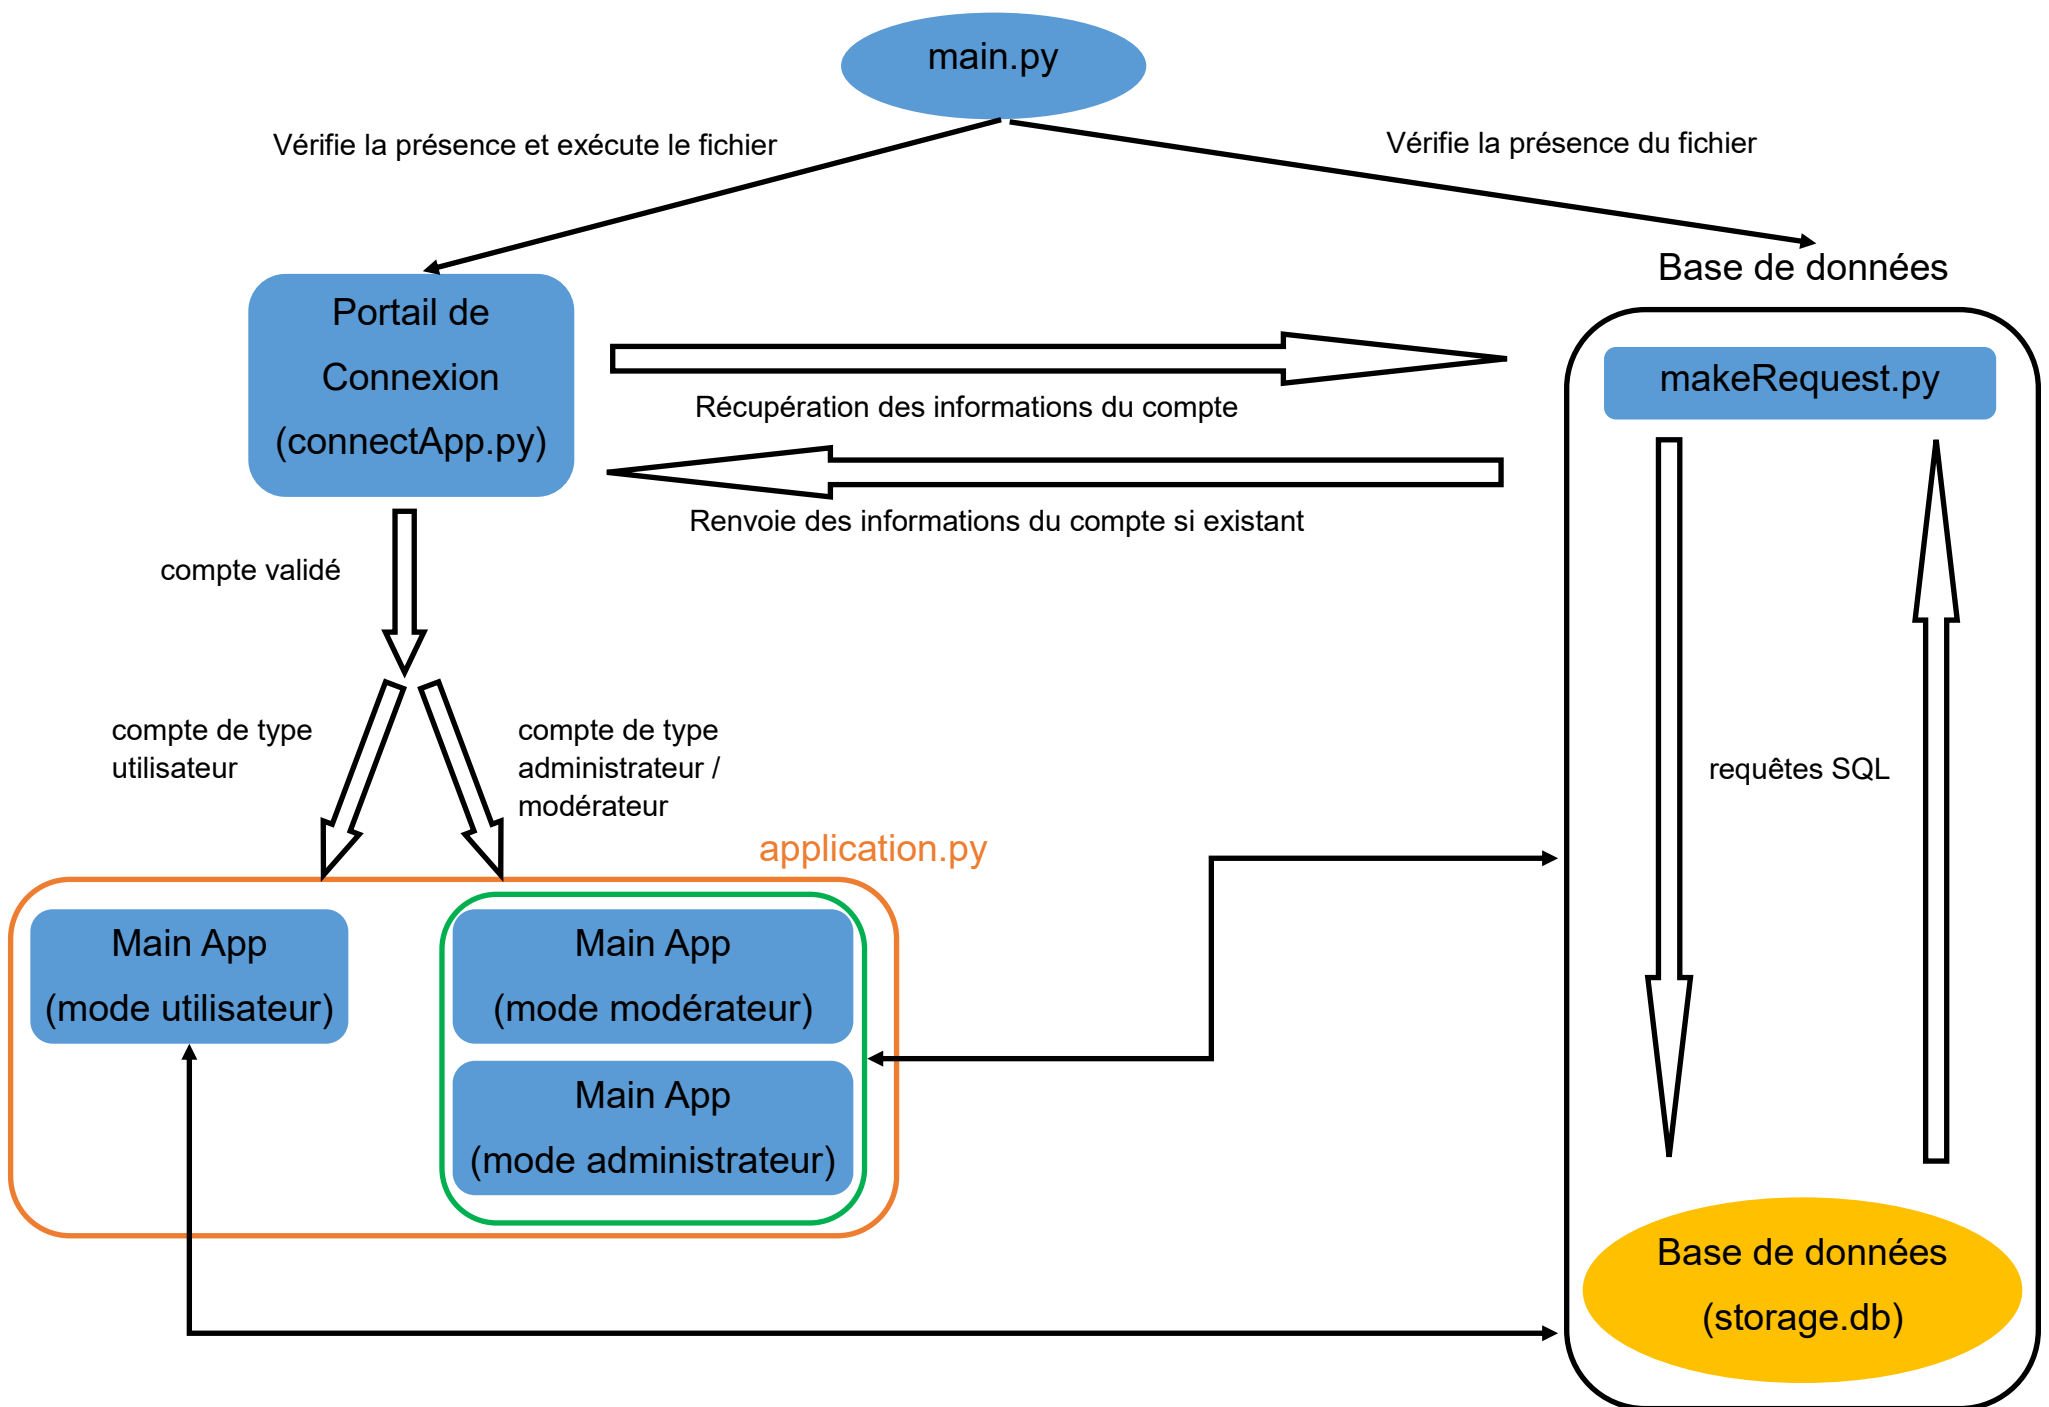 main.py
Vérifie la présence et exécute le fichier
Vérifie la présence du fichier
Base de données
Portail de
Connexion
(connectApp.py)
makeRequest.py
Récupération des informations du compte
Renvoie des informations du compte si existant
compte validé
compte de type
utilisateur
compte de type
administrateur /
modérateur
requêtes SQL
application.py
Main App
(mode utilisateur)
Main App
(mode modérateur)
Main App
(mode administrateur)
Base de données
(storage.db)